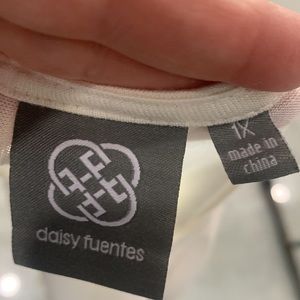 daisy fuentes
1X
made in
china